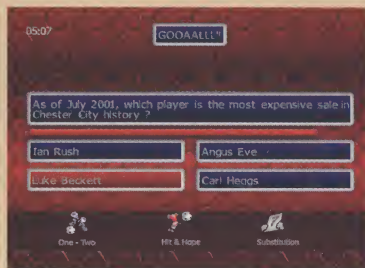 05:07
GOOAALLL!!
As of July 2001, which player is the most expensive sale in
Chester City history ?
Ian Rush
Angus Eve
Luke Beckett
Carl Heggs
One - Two
Hit & Hope
Substitution